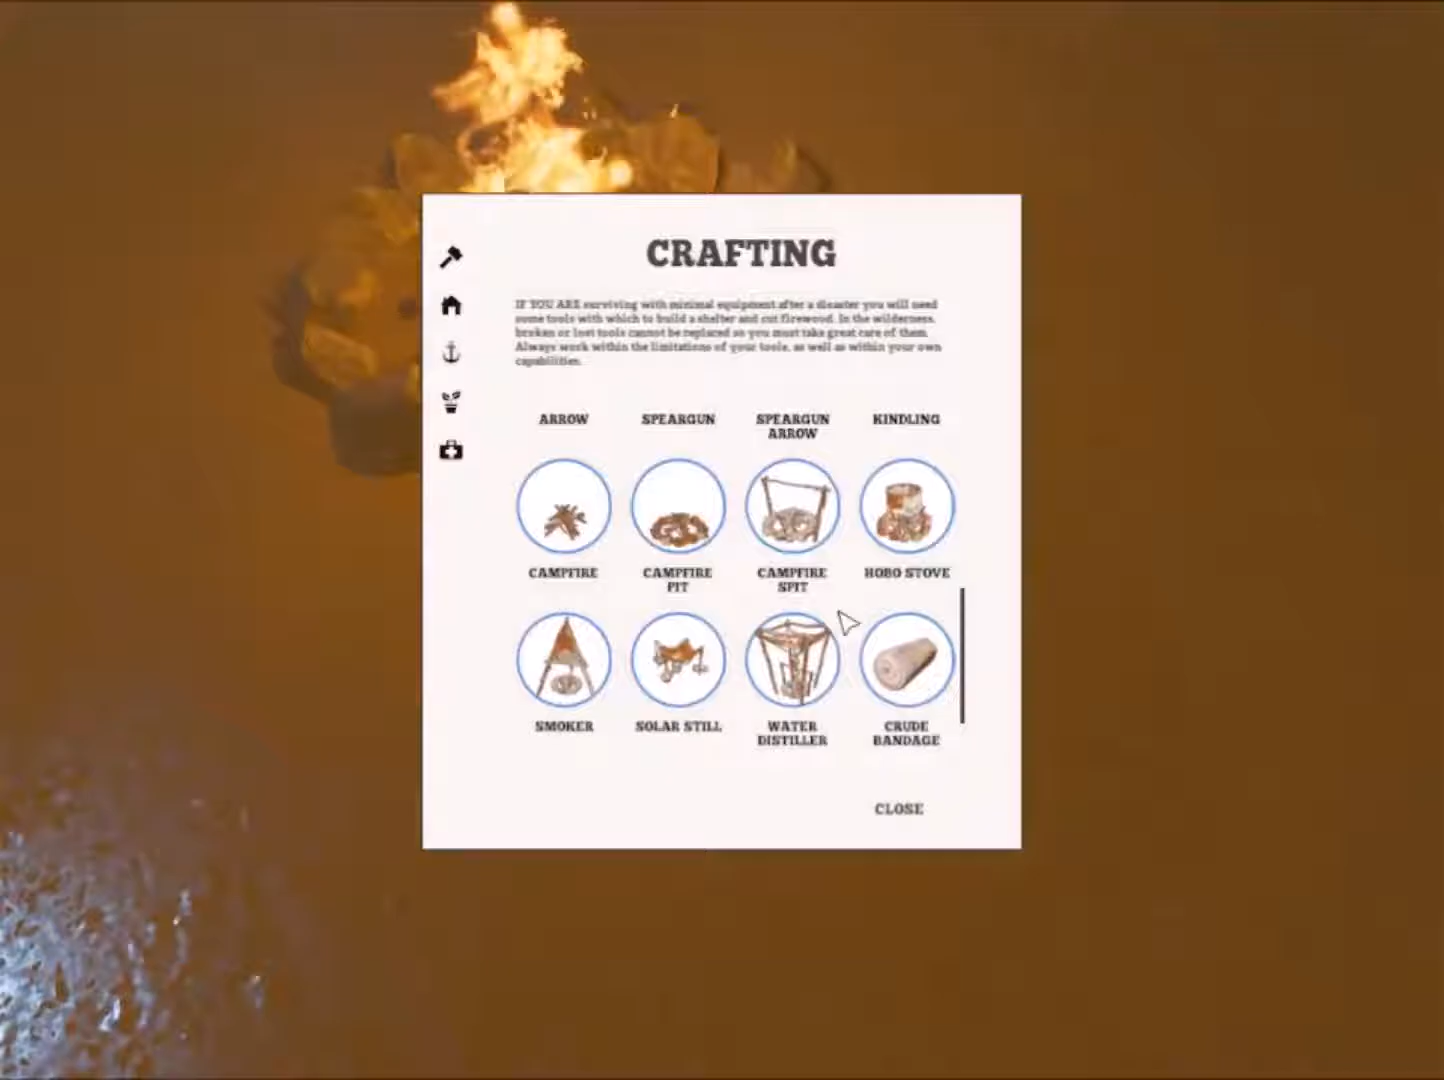 CRAFTING
IF YOU ARE surviving with minimal equipment after a disaster you will need
some tools with which to build a shelter and cut firewood. In the wilderness,
broken or lost tools cannot be replaced so you must take great care of them.
Always work within the limitations of your tools, as well as within your own
capabilities.
ARROW SPEARGUN SPEARGUN KINDLING
ARROW
CAMPFIRE CAMPFIRE CAMPFIRE HOBO STOVE
PIT SPIT
SMOKER SOLAR STILL WATER CRUDE
DISTILLER BANDAGE
CLOSE